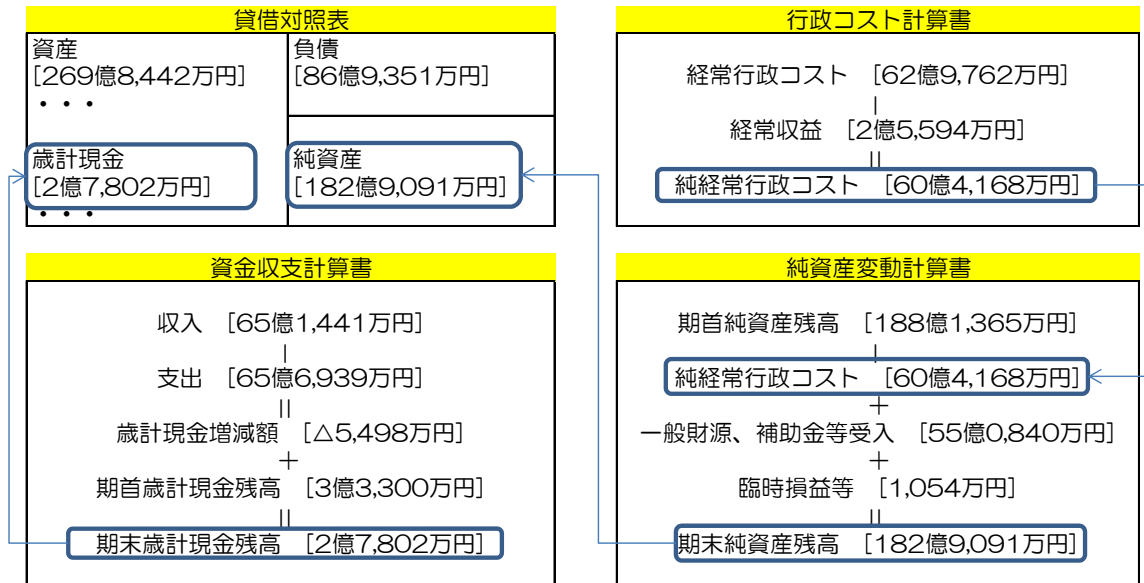 貸借対照表
資産
[269億8,442万円]
・・・
歳計現金
[2億7,802万円]
・・・
負債
[86億9,351万円]
純資産
[182億9,091万円]
行政コスト計算書
経常行政コスト [62億9,762万円]
－
経常収益 [2億5,594万円]
＝
純経常行政コスト [60億4,168万円]
資金収支計算書
収入 [65億1,441万円]
－
支出 [65億6,939万円]
＝
歳計現金増減額 [△5,498万円]
＋
期首歳計現金残高 [3億3,300万円]
＝
期末歳計現金残高 [2億7,802万円]
純資産変動計算書
期首純資産残高 [188億1,365万円]
－
純経常行政コスト [60億4,168万円]
＋
一般財源、補助金等受入 [55億0,840万円]
＋
臨時損益等 [1,054万円]
＝
期末純資産残高 [182億9,091万円]